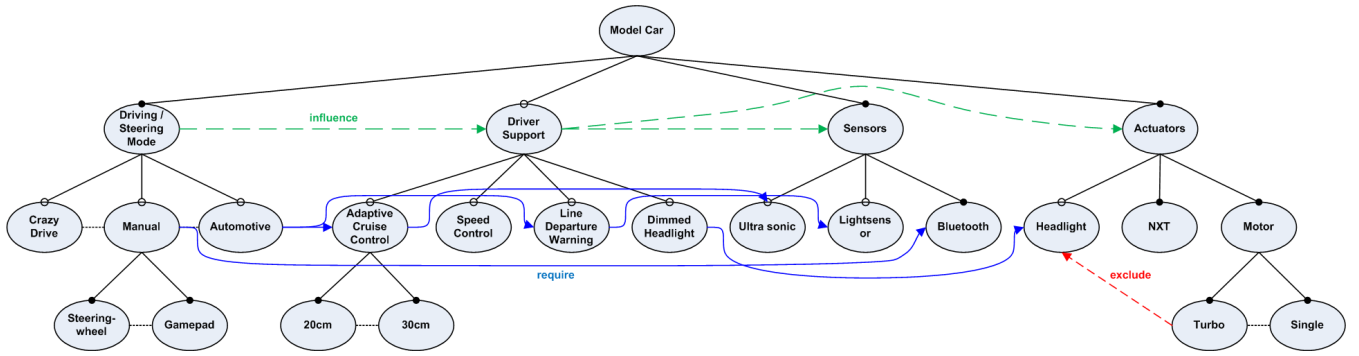 Model Car
Driving /
Steering
Mode
influence
Driver
Support
Sensors
Actuators
Crazy
Drive
Manual
Automotive
Adaptive
Cruise
Control
Speed
Control
Line
Departure
Warning
Dimmed
Headlight
Ultra sonic
Lightsens
or
Bluetooth
Headlight
NXT
Motor
require
exclude
Steering-
wheel
Gamepad
20cm
30cm
Turbo
Single